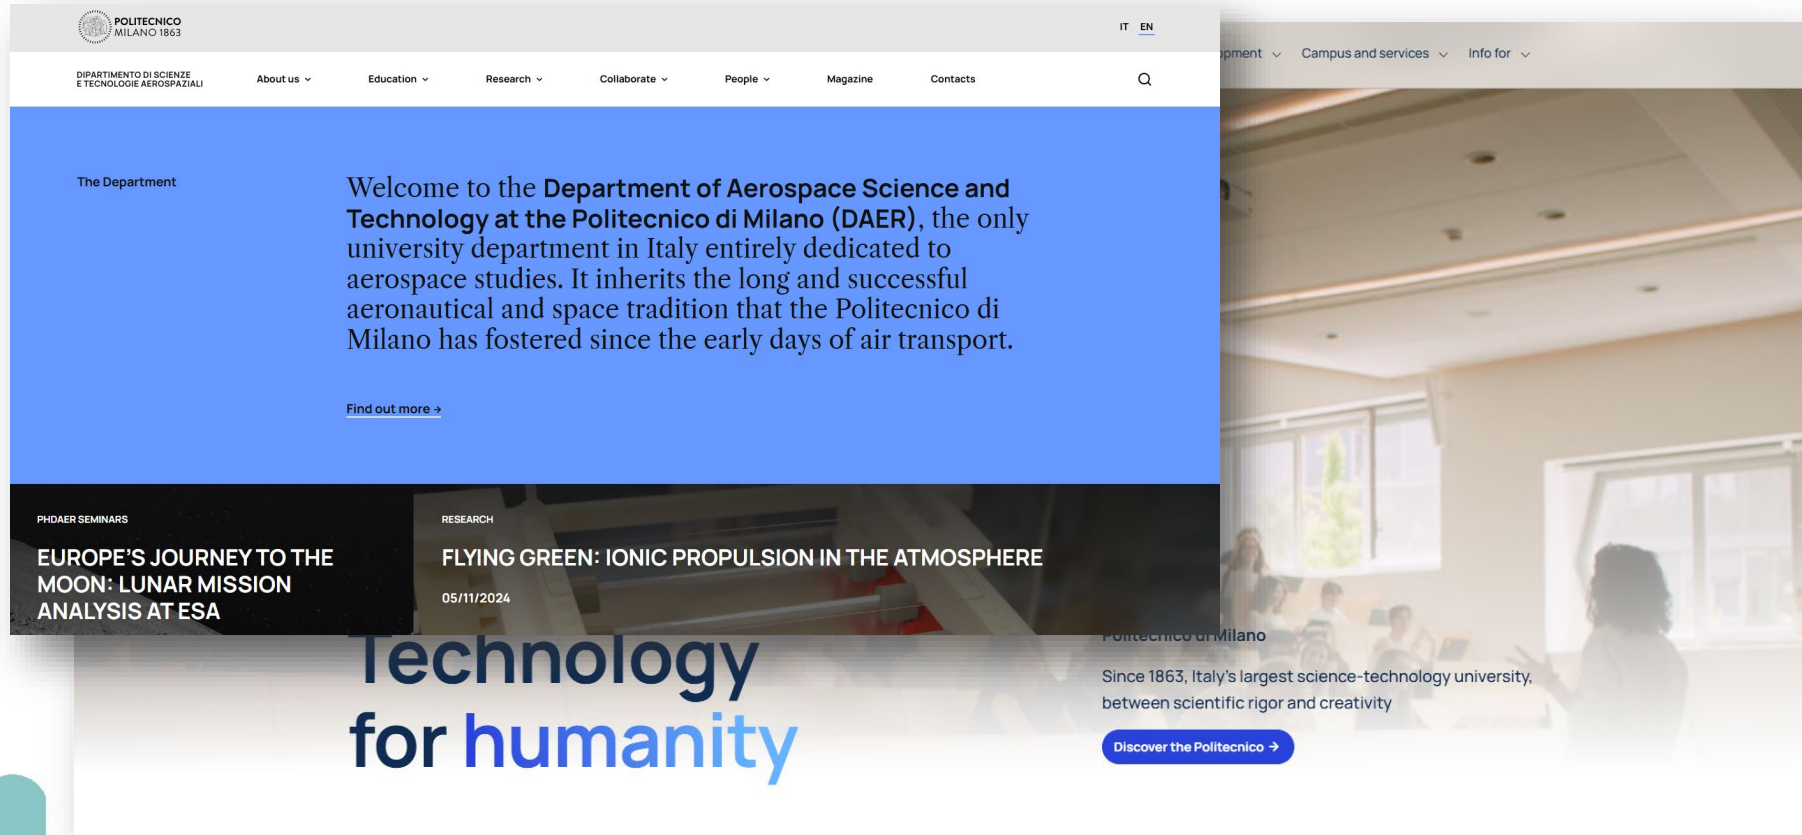 POLITECNICO
MILANO 1863
IT EN
DIPARTIMENTO DI SCIENZE
E TECNOLOGIE AEROSPAZIALI
About us
Education
Research
Collaborate
People
Magazine
Contacts
Campus and services
Info for
The Department
Welcome to the Department of Aerospace Science and
Technology at the Politecnico di Milano (DAER), the only
university department in Italy entirely dedicated to
aerospace studies. It inherits the long and successful
aeronautical and space tradition that the Politecnico di
Milano has fostered since the early days of air transport.
Find out more →
PHDAER SEMINARS
EUROPE'S JOURNEY TO THE
MOON: LUNAR MISSION
ANALYSIS AT ESA
RESEARCH
FLYING GREEN: IONIC PROPULSION IN THE ATMOSPHERE
05/11/2024
Technology
for humanity
Politecnico di Milano
Since 1863, Italy's largest science-technology university,
between scientific rigor and creativity
Discover the Politecnico →